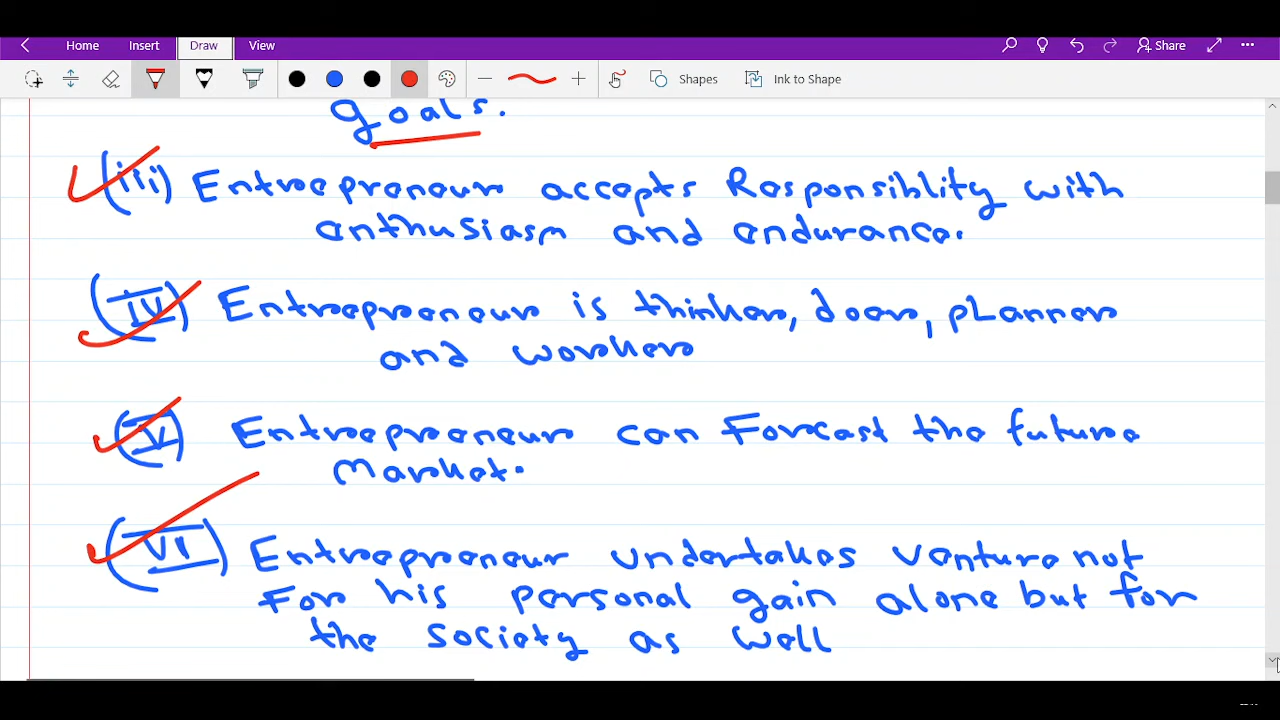 Home Insert Draw View Share
Shapes Ink to Shape
goals.
(iii) Entrepreneur accepts Responsiblity with
enthusiasm and endurance.
(IV) Entrepreneur is thinker, doer, pLanner
and worker
(V) Entrepreneur can Forcast the future
Market.
(VI) Entrepreneur undertakes venture not
For his personal gain alone but for
the society as well